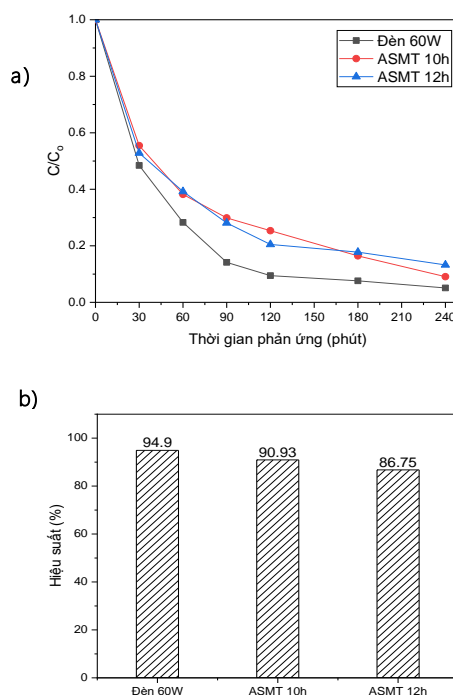 a)
1.0
0.8
0.6
0.4
0.2
0.0
C/C₀
Đèn 60W
ASMT 10h
ASMT 12h
0 30 60 90 120 150 180 210 240
Thời gian phản ứng (phút)
b)
100
80
60
40
20
0
Hiệu suất (%)
94.9 90.93 86.75
Đèn 60W ASMT 10h ASMT 12h